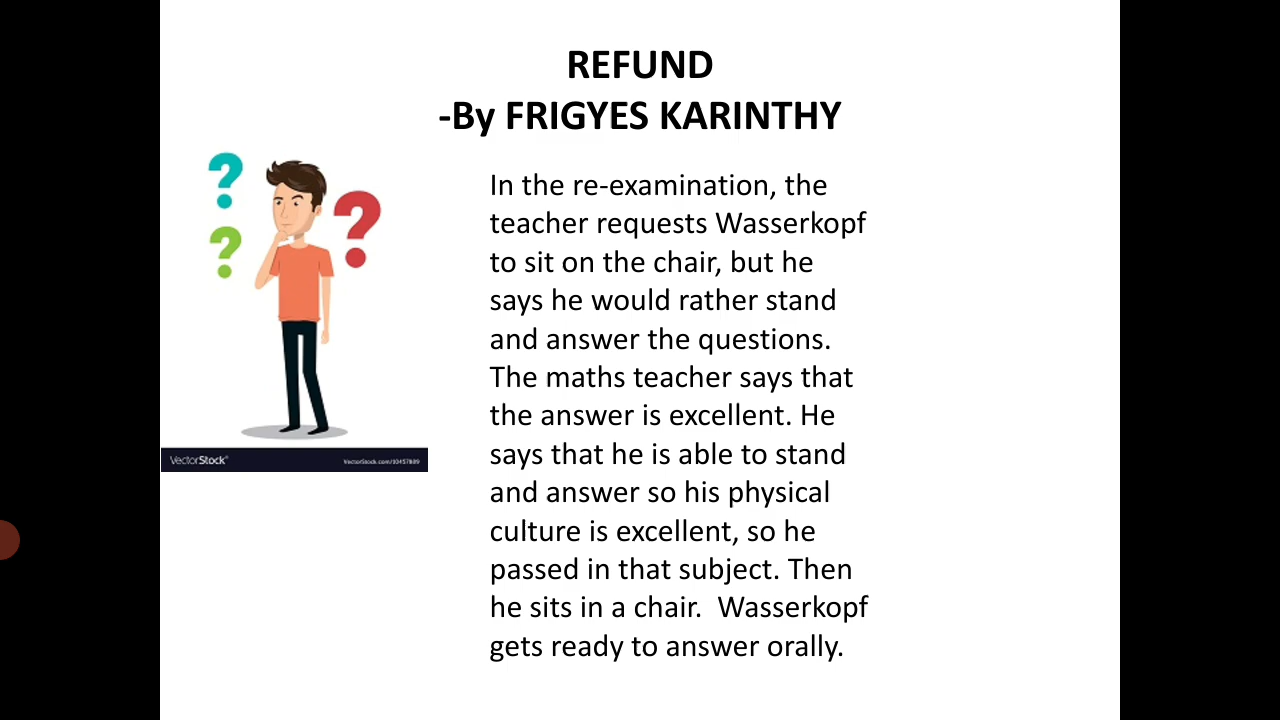 REFUND
-By FRIGYES KARINTHY
? ? ?
In the re-examination, the
teacher requests Wasserkopf
to sit on the chair, but he
says he would rather stand
and answer the questions.
The maths teacher says that
the answer is excellent. He
says that he is able to stand
and answer so his physical
culture is excellent, so he
passed in that subject. Then
he sits in a chair.  Wasserkopf
gets ready to answer orally.
VectorStock®
VectorStock.com/10457889